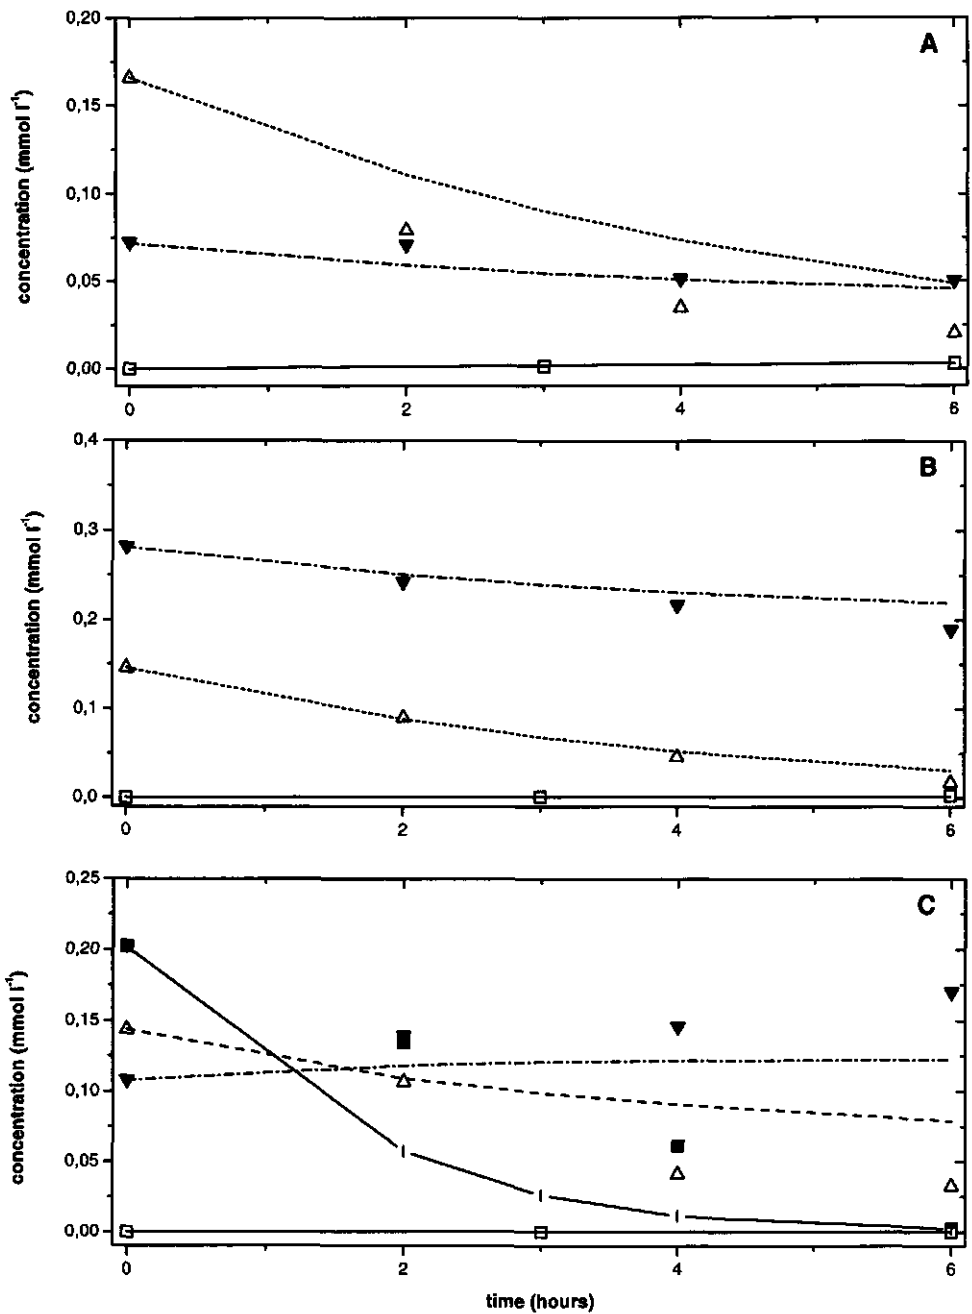 A
concentration (mmol l⁻¹)
0,20
0,15
0,10
0,05
0,00
0 2 4 6
B
concentration (mmol l⁻¹)
0,4
0,3
0,2
0,1
0,0
0 2 4 6
C
concentration (mmol l⁻¹)
0,25
0,20
0,15
0,10
0,05
0,00
0 2 4 6
time (hours)